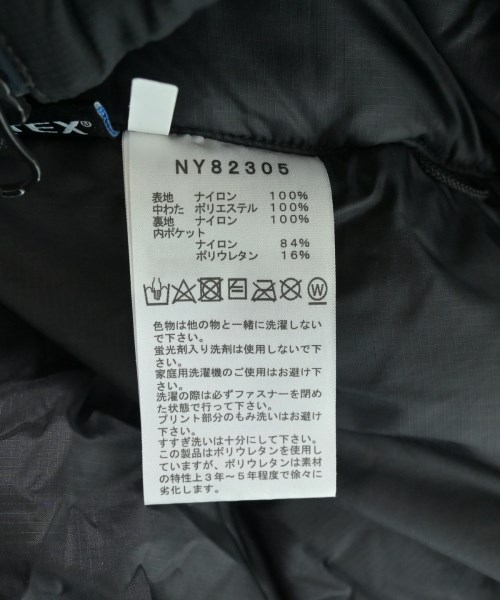 TEX®
NY82305
表地 ナイロン 100%
中わた ポリエステル 100%
裏地 ナイロン 100%
内ポケット
ナイロン 84%
ポリウレタン 16%
W
色物は他の物と一緒に洗濯しない
で下さい。
蛍光剤入り洗剤は使用しないで下
さい。
家庭用洗濯機のご使用はお避け下
さい。
洗濯の際は必ずファスナーを閉め
た状態で行って下さい。
プリント部分のもみ洗いはお避け
下さい。
すすぎ洗いは十分にして下さい。
この製品はポリウレタンを使用し
ていますが、ポリウレタンは素材
の特性上3年～5年程度で徐々に
劣化します。